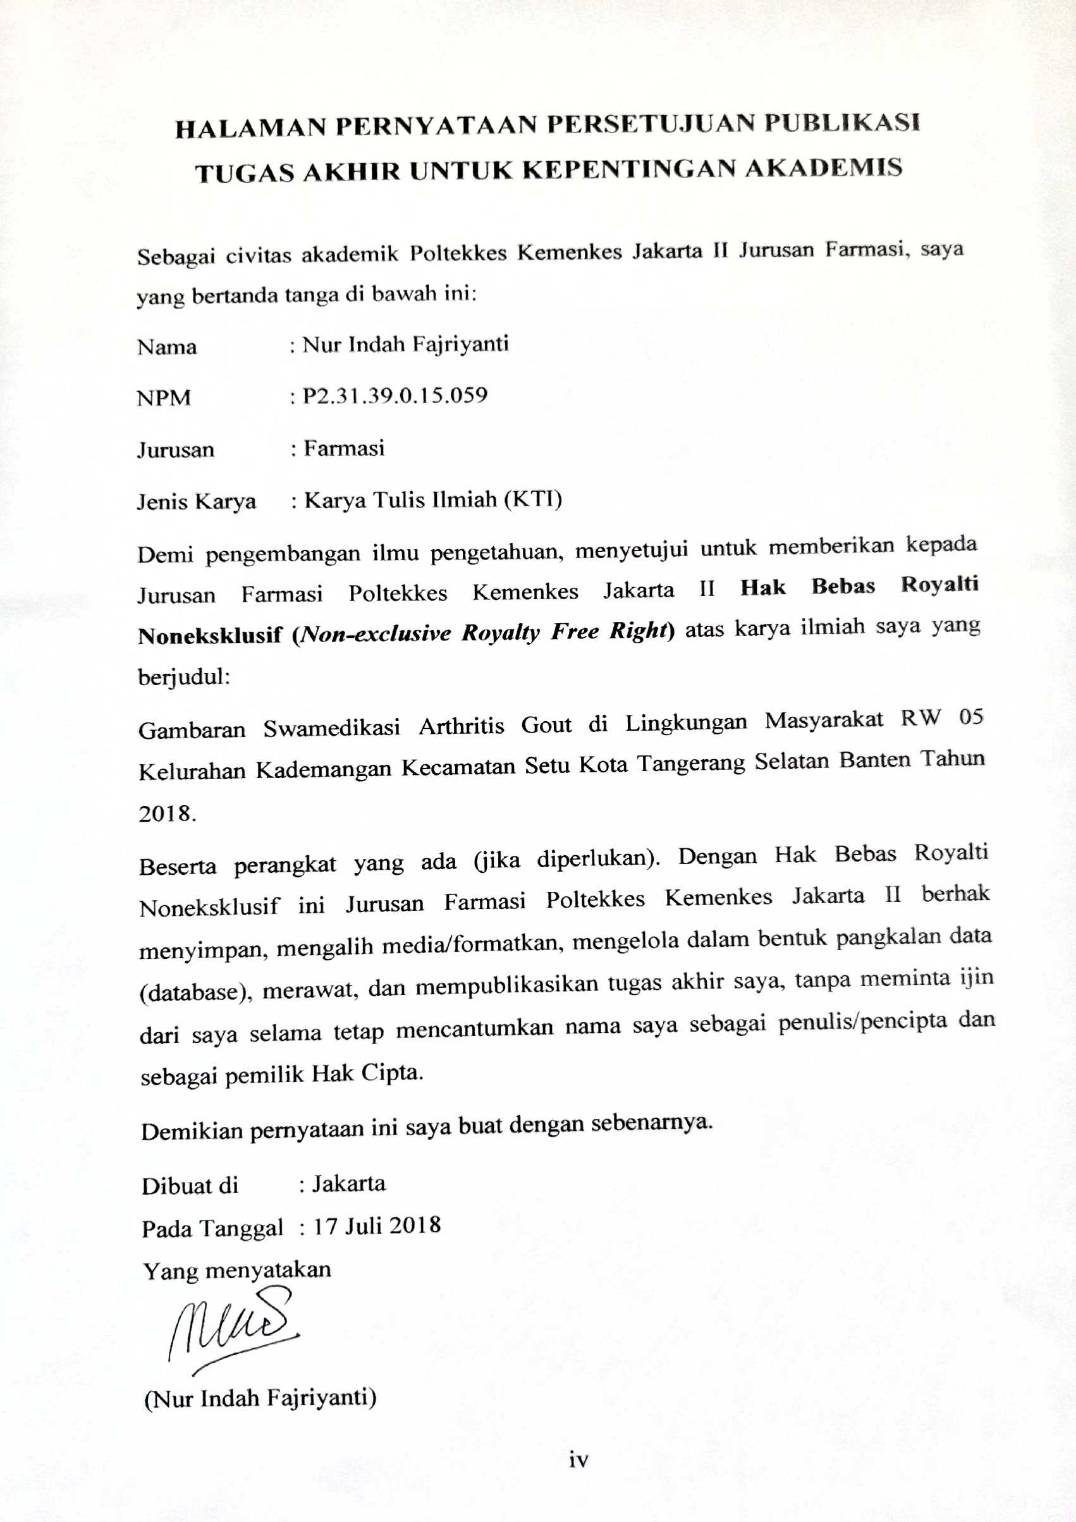 HALAMAN PERNYATAAN PERSETUJUAN PUBLIKASI
TUGAS AKHIR UNTUK KEPENTINGAN AKADEMIS
Sebagai civitas akademik Poltekkes Kemenkes Jakarta II Jurusan Farmasi, saya
yang bertanda tanga di bawah ini:
Nama : Nur Indah Fajriyanti
NPM : P2.31.39.0.15.059
Jurusan : Farmasi
Jenis Karya : Karya Tulis Ilmiah (KTI)
Demi pengembangan ilmu pengetahuan, menyetujui untuk memberikan kepada
Jurusan Farmasi Poltekkes Kemenkes Jakarta II Hak Bebas Royalti
Noneksklusif (Non-exclusive Royalty Free Right) atas karya ilmiah saya yang
berjudul:
Gambaran Swamedikasi Arthritis Gout di Lingkungan Masyarakat RW 05
Kelurahan Kademangan Kecamatan Setu Kota Tangerang Selatan Banten Tahun
2018.
Beserta perangkat yang ada (jika diperlukan). Dengan Hak Bebas Royalti
Noneksklusif ini Jurusan Farmasi Poltekkes Kemenkes Jakarta II berhak
menyimpan, mengalih media/formatkan, mengelola dalam bentuk pangkalan data
(database), merawat, dan mempublikasikan tugas akhir saya, tanpa meminta ijin
dari saya selama tetap mencantumkan nama saya sebagai penulis/pencipta dan
sebagai pemilik Hak Cipta.
Demikian pernyataan ini saya buat dengan sebenarnya.
Dibuat di : Jakarta
Pada Tanggal : 17 Juli 2018
Yang menyatakan
(Nur Indah Fajriyanti)
iv